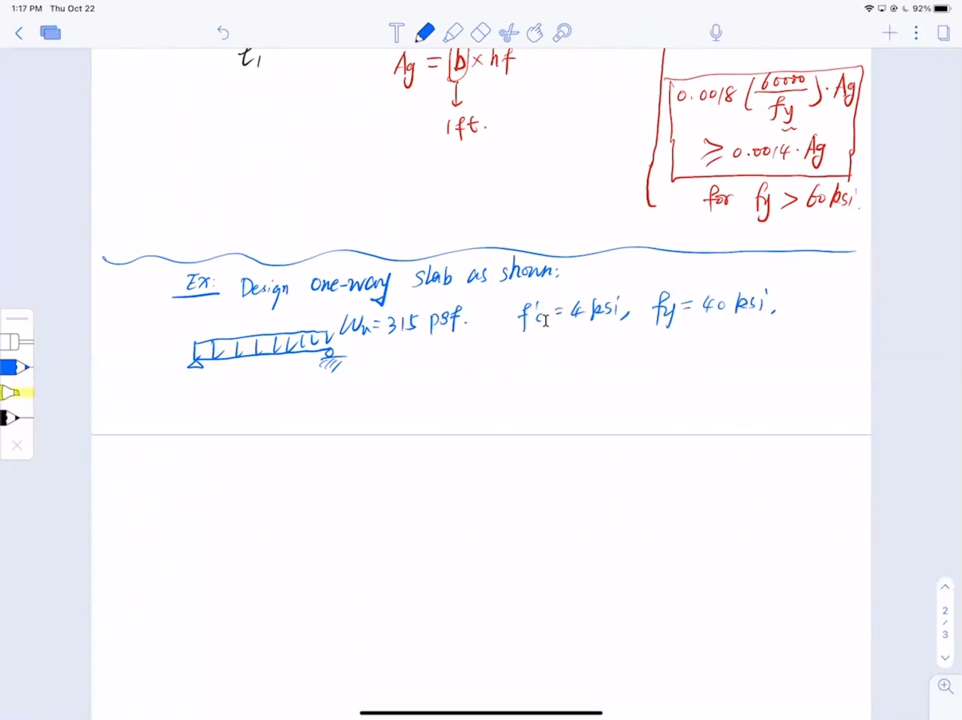 1:17 PM Thu Oct 22
92%
t1
Ag = b × hf
1ft.
0.0018 (60000/fy) · Ag
≥ 0.0014 · Ag
for fy > 60 ksi.
Ex: Design one-way slab as shown:
Wu = 315 psf. f'c = 4 ksi, fy = 40 ksi,
2
/
3